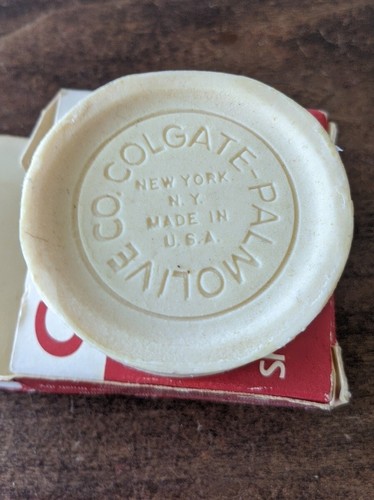 COLGATE-PALMOLIVE CO.
NEW YORK
N.Y.
MADE IN
U.S.A.